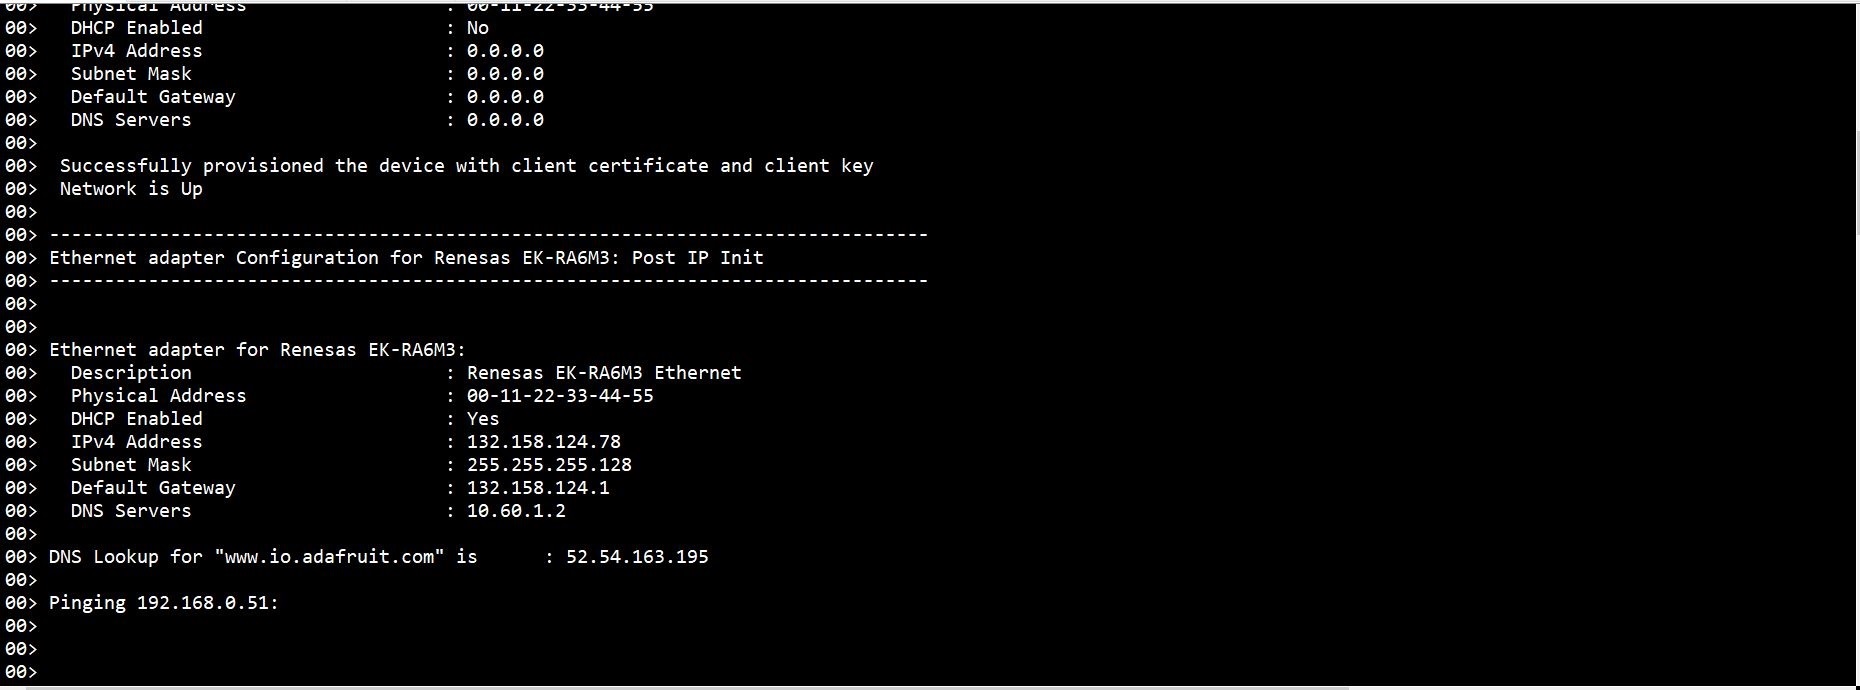 00>   Physical Address                   : 00-11-22-33-44-55
00>   DHCP Enabled                       : No
00>   IPv4 Address                       : 0.0.0.0
00>   Subnet Mask                        : 0.0.0.0
00>   Default Gateway                    : 0.0.0.0
00>   DNS Servers                        : 0.0.0.0
00>
00>  Successfully provisioned the device with client certificate and client key
00>  Network is Up
00>
00> --------------------------------------------------------------------------------
00> Ethernet adapter Configuration for Renesas EK-RA6M3: Post IP Init
00> --------------------------------------------------------------------------------
00>
00>
00> Ethernet adapter for Renesas EK-RA6M3:
00>   Description                        : Renesas EK-RA6M3 Ethernet
00>   Physical Address                   : 00-11-22-33-44-55
00>   DHCP Enabled                       : Yes
00>   IPv4 Address                       : 132.158.124.78
00>   Subnet Mask                        : 255.255.255.128
00>   Default Gateway                    : 132.158.124.1
00>   DNS Servers                        : 10.60.1.2
00>
00> DNS Lookup for "www.io.adafruit.com" is      : 52.54.163.195
00>
00> Pinging 192.168.0.51:
00>
00>
00>